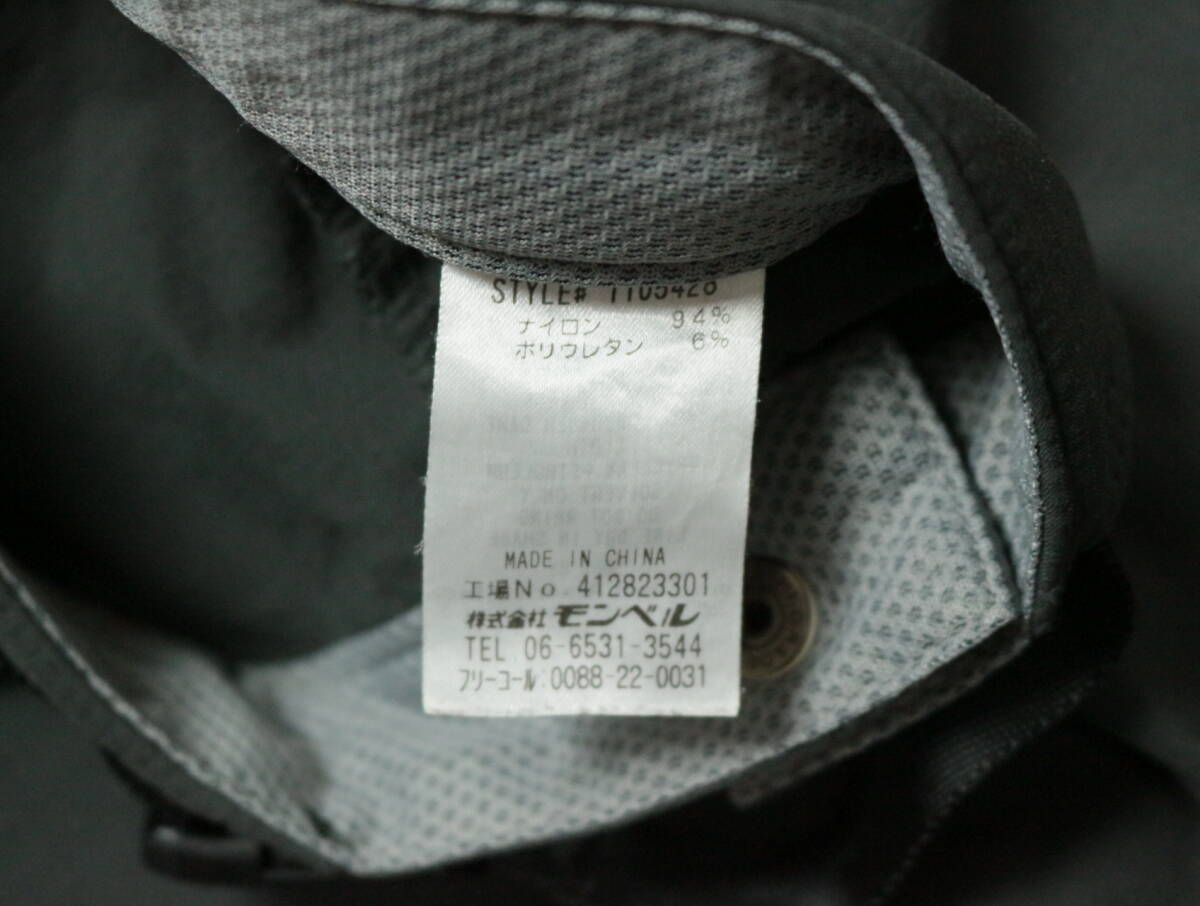 STYLE# 1105428
ナイロン 94%
ポリウレタン 6%
MADE IN CHINA
工場No.412823301
株式会社モンベル
TEL 06-6531-3544
フリーコール:0088-22-0031